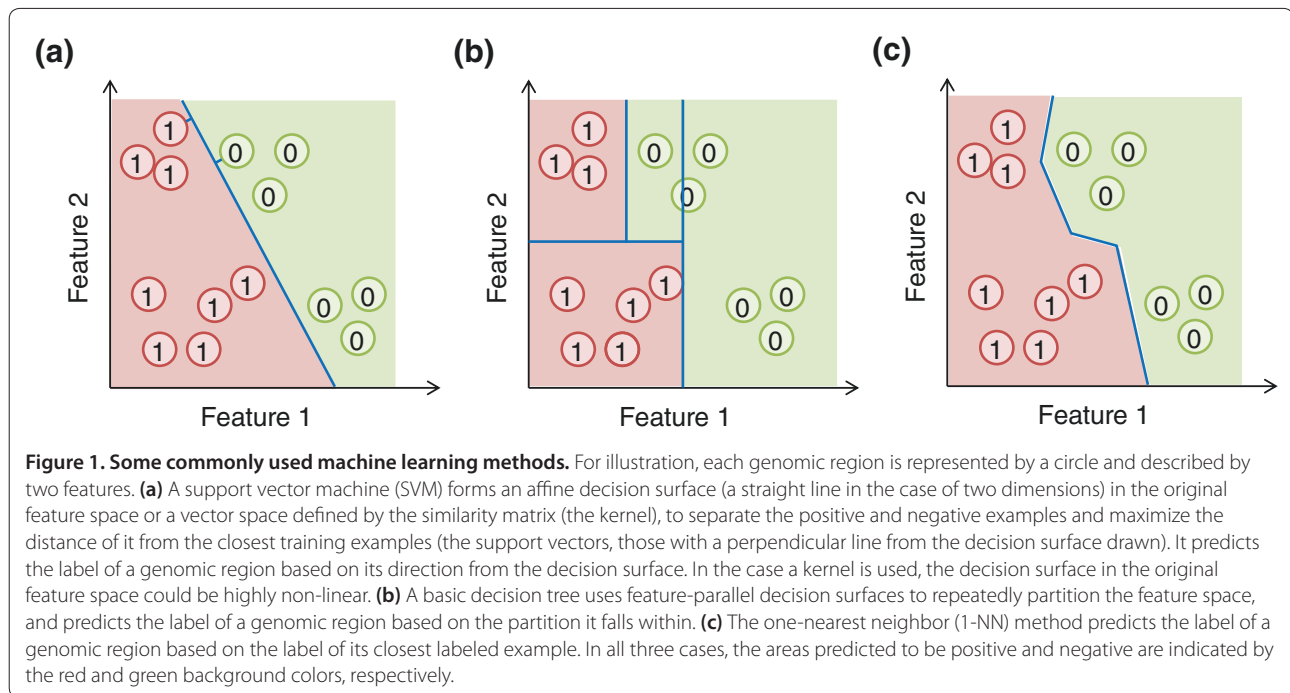 (a)
(b)
(c)
1
1
1
0
0
0
1
1
1
1
1
0
0
0
Feature 2
Feature 1
1
1
1
0
0
0
1
1
1
1
1
0
0
0
Feature 2
Feature 1
1
1
1
0
0
0
1
1
1
1
1
0
0
0
Feature 2
Feature 1
Figure 1. Some commonly used machine learning methods. For illustration, each genomic region is represented by a circle and described by
two features. (a) A support vector machine (SVM) forms an affine decision surface (a straight line in the case of two dimensions) in the original
feature space or a vector space defined by the similarity matrix (the kernel), to separate the positive and negative examples and maximize the
distance of it from the closest training examples (the support vectors, those with a perpendicular line from the decision surface drawn). It predicts
the label of a genomic region based on its direction from the decision surface. In the case a kernel is used, the decision surface in the original
feature space could be highly non-linear. (b) A basic decision tree uses feature-parallel decision surfaces to repeatedly partition the feature space,
and predicts the label of a genomic region based on the partition it falls within. (c) The one-nearest neighbor (1-NN) method predicts the label of a
genomic region based on the label of its closest labeled example. In all three cases, the areas predicted to be positive and negative are indicated by
the red and green background colors, respectively.